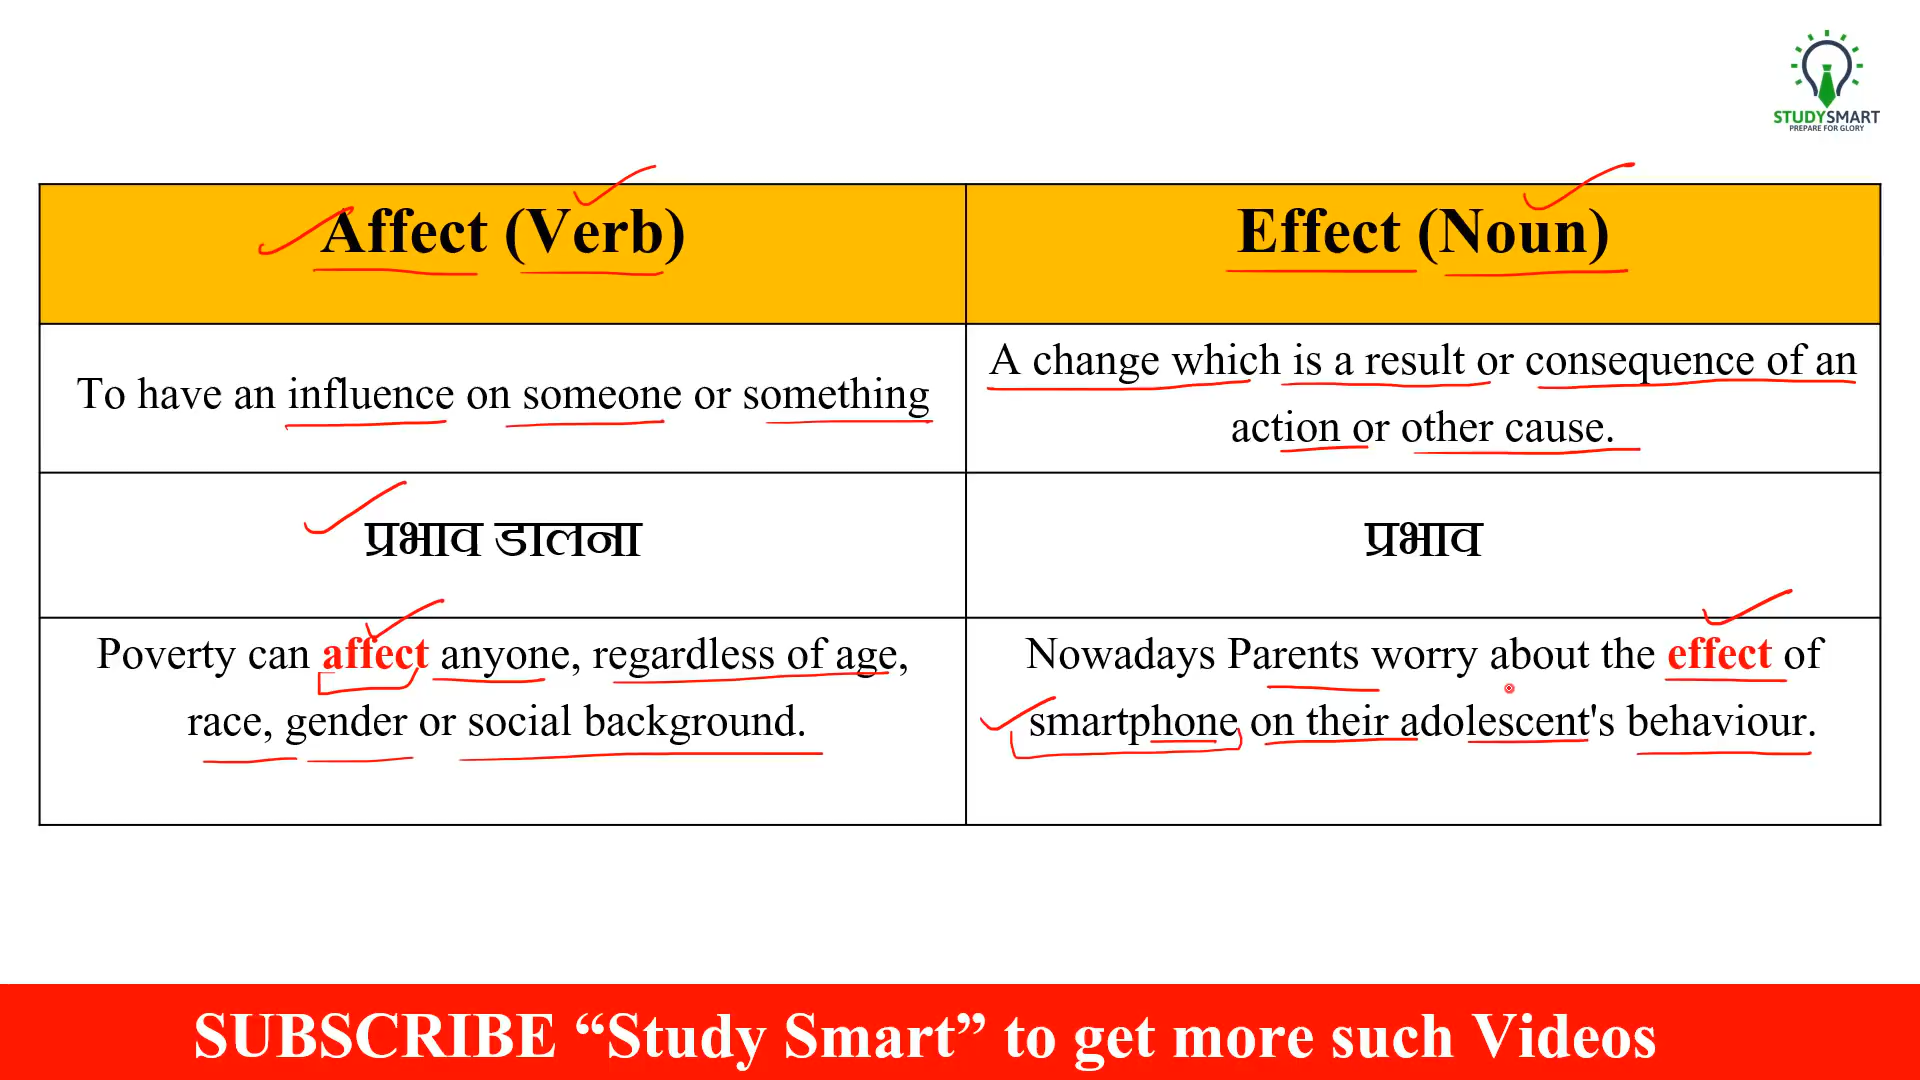 STUDYSMART
PREPARE FOR GLORY
Affect (Verb)
Effect (Noun)
To have an influence on someone or something
A change which is a result or consequence of an
action or other cause.
प्रभाव डालना
प्रभाव
Poverty can affect anyone, regardless of age,
race, gender or social background.
Nowadays Parents worry about the effect of
smartphone on their adolescent's behaviour.
SUBSCRIBE “Study Smart” to get more such Videos